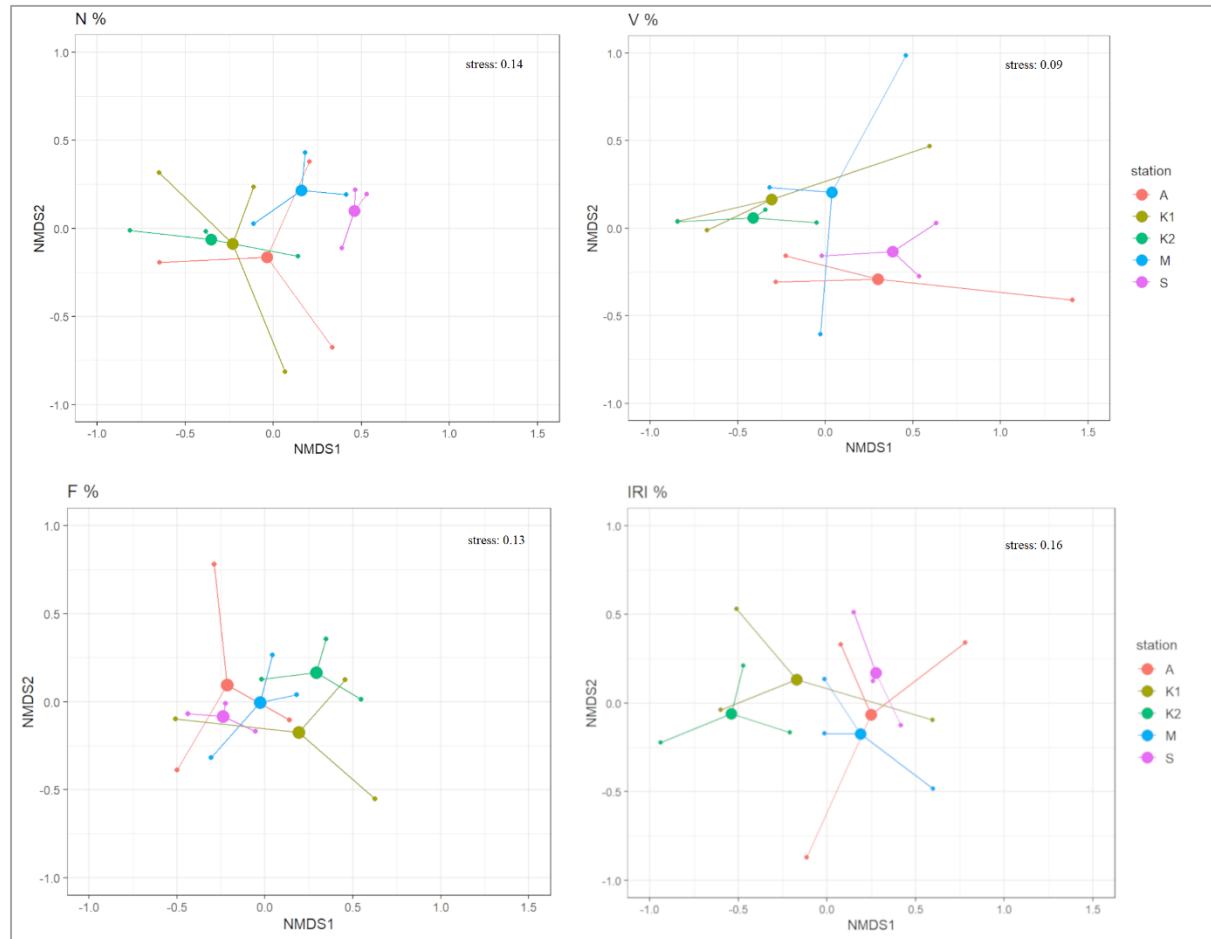 N %
stress: 0.14
1.0
0.5
0.0
-0.5
-1.0
NMDS2
-1.0 -0.5 0.0 0.5 1.0 1.5
NMDS1
V %
stress: 0.09
1.0
0.5
0.0
-0.5
-1.0
NMDS2
-1.0 -0.5 0.0 0.5 1.0 1.5
NMDS1
station
A
K1
K2
M
S
F %
stress: 0.13
1.0
0.5
0.0
-0.5
-1.0
NMDS2
-1.0 -0.5 0.0 0.5 1.0 1.5
NMDS1
IRI %
stress: 0.16
1.0
0.5
0.0
-0.5
-1.0
NMDS2
-1.0 -0.5 0.0 0.5 1.0 1.5
NMDS1
station
A
K1
K2
M
S